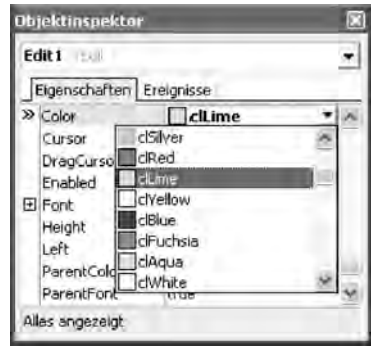 Objektinspektor
Edit1
Eigenschaften Ereignisse
Color clLime
Cursor clSilver
DragCurso clRed
Enabled clLime
Font clYellow
Height clBlue
Left clFuchsia
ParentColo clAqua
ParentFont clWhite
Alles angezeigt